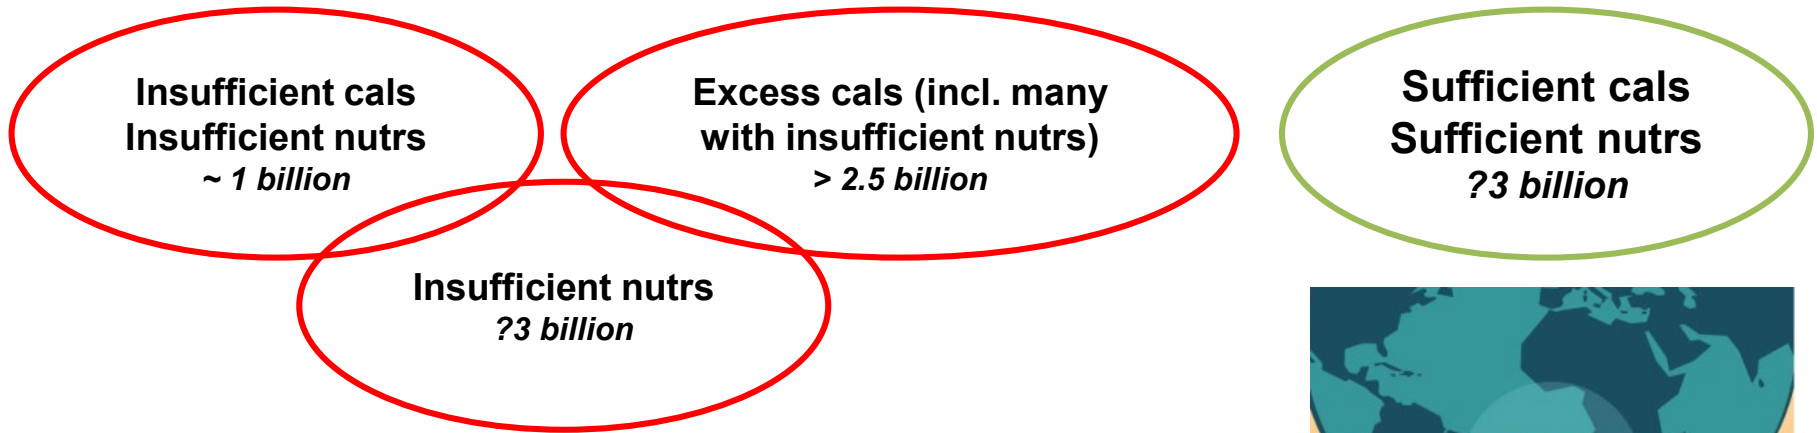 Insufficient cals
Insufficient nutrs
~ 1 billion
Excess cals (incl. many
with insufficient nutrs)
> 2.5 billion
Sufficient cals
Sufficient nutrs
?3 billion
Insufficient nutrs
?3 billion